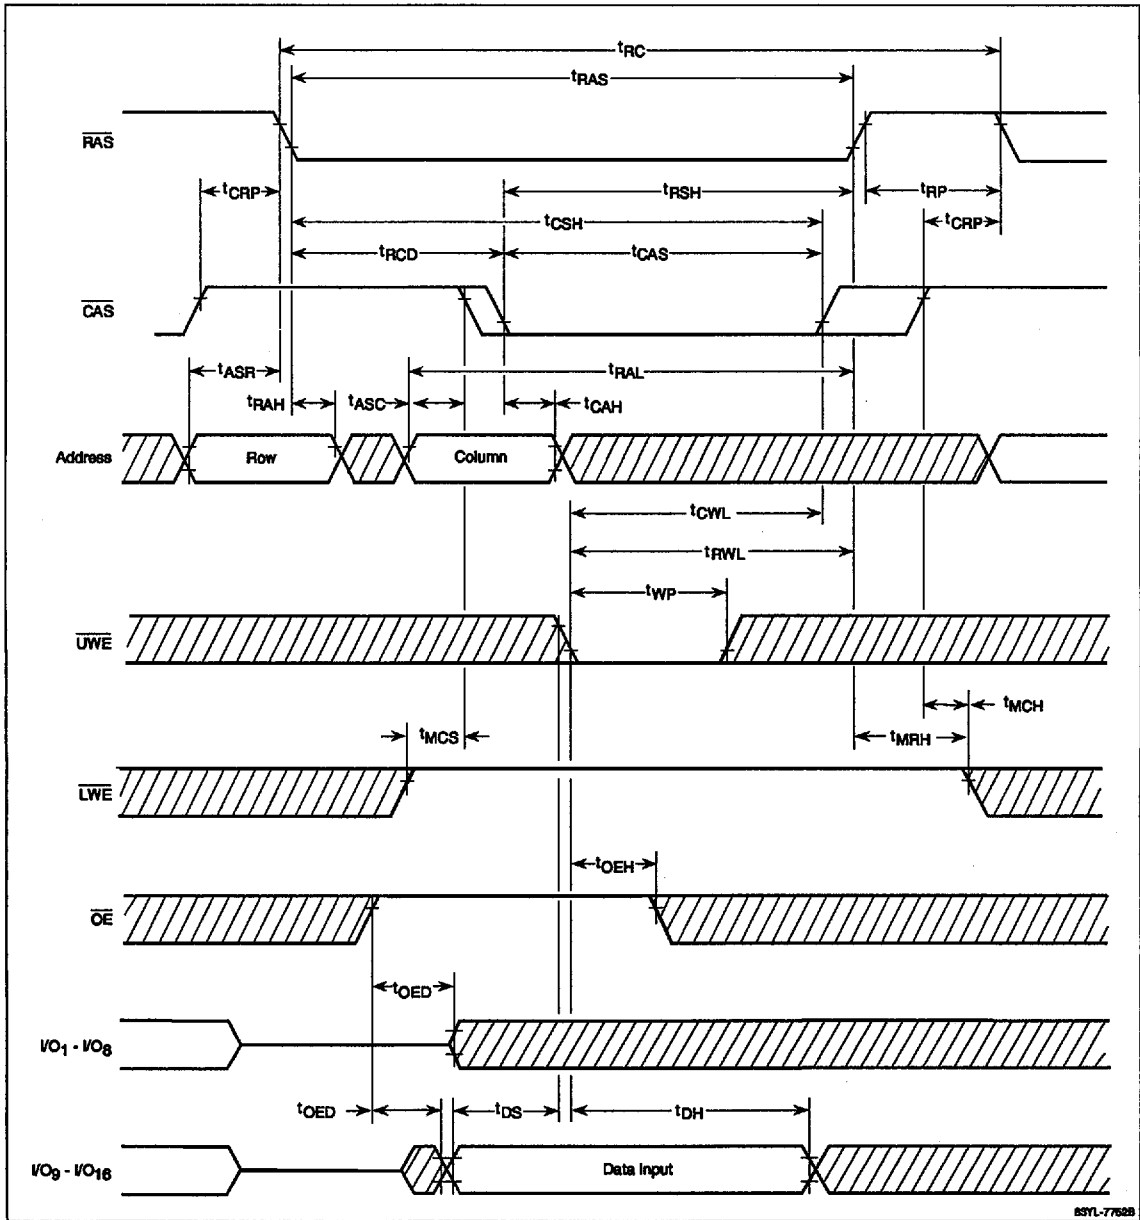 tRC
tRAS
RAS
tCRP
tRSH
tRP
tCSH
tCRP
tRCD
tCAS
CAS
tASR
tRAL
tRAH
tASC
tCAH
Address
Row
Column
tCWL
tRWL
tWP
UWE
tMCH
tMCS
tMRH
LWE
tOEH
OE
tOED
I/O1 - I/O8
tOED
tDS
tDH
I/O9 - I/O16
Data Input
83YL-7752B